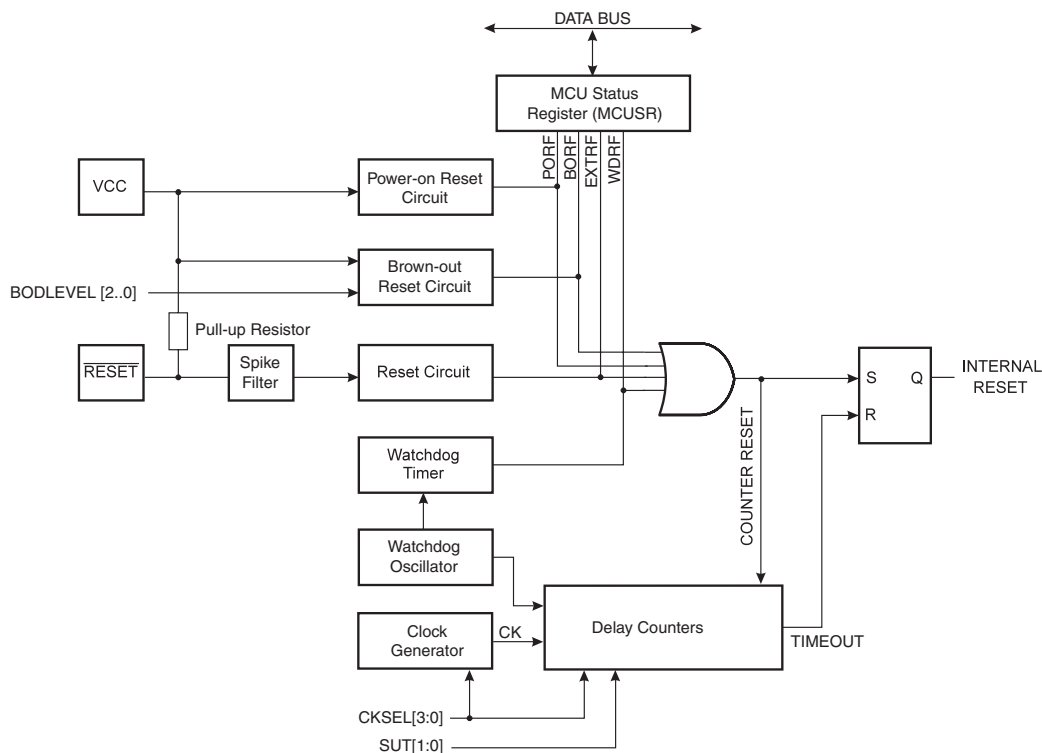 DATA BUS
MCU Status
Register (MCUSR)
PORF
BORF
EXTRF
WDRF
VCC
Power-on Reset
Circuit
Brown-out
Reset Circuit
BODLEVEL [2..0]
Pull-up Resistor
RESET
Spike
Filter
Reset Circuit
S
Q
INTERNAL
RESET
R
COUNTER RESET
Watchdog
Timer
Watchdog
Oscillator
Clock
Generator
CK
Delay Counters
TIMEOUT
CKSEL[3:0]
SUT[1:0]